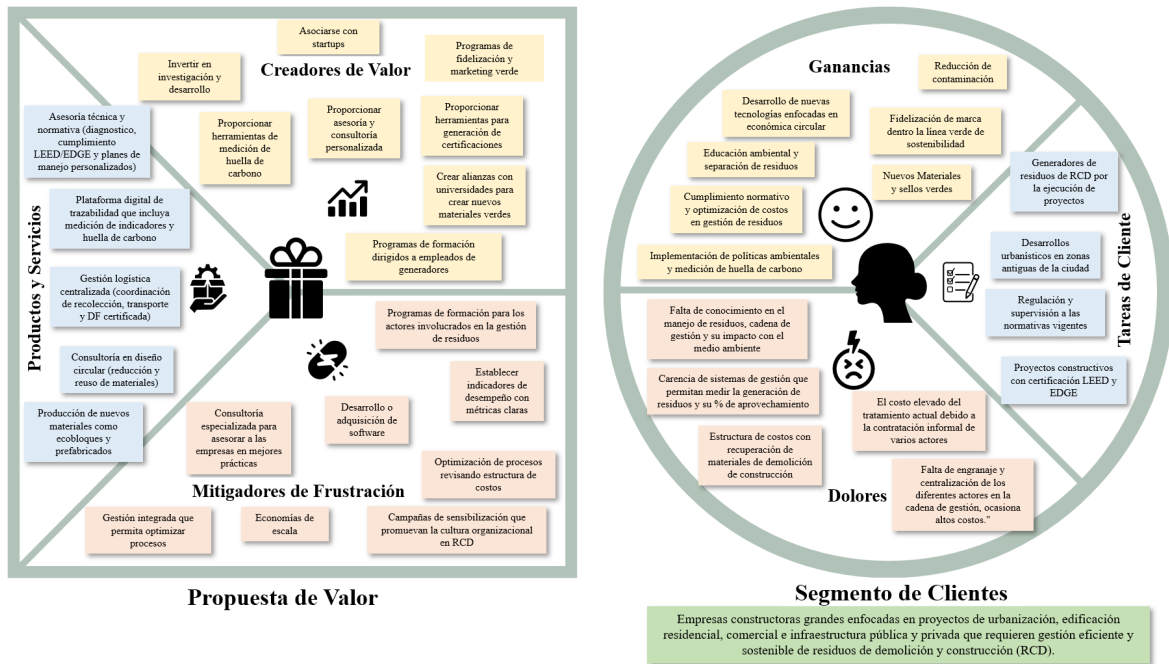 Asociarse con
startups
Programas de
fidelización y
marketing verde
Creadores de Valor
Invertir en
investigación y
desarrollo
Asesoría técnica y
normativa (diagnostico,
cumplimiento
LEED/EDGE y planes de
manejo personalizados)
Proporcionar
herramientas de
medición de
huella de
carbono
Proporcionar
asesoría y
consultoría
personalizada
Proporcionar
herramientas para
generación de
certificaciones
Crear alianzas con
universidades para
crear nuevos
materiales verdes
Programas de formación
dirigidos a empleados de
generadores
Productos y Servicios
Plataforma digital de
trazabilidad que incluya
medición de indicadores y
huella de carbono
Gestión logística
centralizada (coordinación
de recolección, transporte
y DF certificada)
Consultoría en diseño
circular (reducción y
reuso de materiales)
Producción de nuevos
materiales como
ecobloques y
prefabricados
Programas de formación para los
actores involucrados en la gestión
de residuos
Establecer
indicadores de
desempeño con
métricas claras
Consultoría
especializada para
asesorar a las
empresas en mejores
prácticas
Desarrollo o
adquisición de
software
Optimización de procesos
revisando estructura de
costos
Mitigadores de Frustración
Gestión integrada que
permita optimizar
procesos
Economías de
escala
Campañas de sensibilización que
promuevan la cultura organizacional
en RCD
Propuesta de Valor
Ganancias
Reducción de
contaminación
Desarrollo de nuevas
tecnologías enfocadas en
económica circular
Fidelización de marca
dentro la línea verde de
sostenibilidad
Educación ambiental y
separación de residuos
Nuevos Materiales y
sellos verdes
Cumplimiento normativo
y optimización de costos
en gestión de residuos
Implementación de políticas ambientales
y medición de huella de carbono
Generadores de
residuos de RCD por
la ejecución de
proyectos
Desarrollos
urbanísticos en zonas
antiguas de la ciudad
Regulación y
supervisión a las
normativas vigentes
Proyectos constructivos
con certificación LEED y
EDGE
Tareas de Cliente
Falta de conocimiento en el
manejo de residuos, cadena de
gestión y su impacto con el
medio ambiente
Carencia de sistemas de gestión que
permitan medir la generación de
residuos y su % de aprovechamiento
El costo elevado del
tratamiento actual debido a
la contratación informal de
varios actores
Estructura de costos con
recuperación de
materiales de demolición de
construcción
Falta de engranaje y
centralización de los
diferentes actores en la
cadena de gestión, ocasiona
altos costos.”
Dolores
Segmento de Clientes
Empresas constructoras grandes enfocadas en proyectos de urbanización, edificación
residencial, comercial e infraestructura pública y privada que requieren gestión eficiente y
sostenible de residuos de demolición y construcción (RCD).